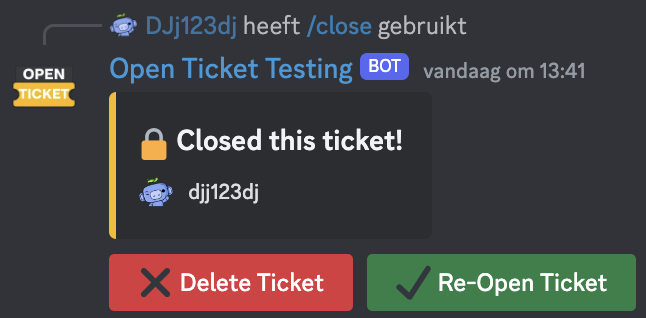 DJj123dj heeft /close gebruikt
OPEN
TICKET
Open Ticket Testing BOT vandaag om 13:41
Closed this ticket!
djj123dj
Delete Ticket Re-Open Ticket